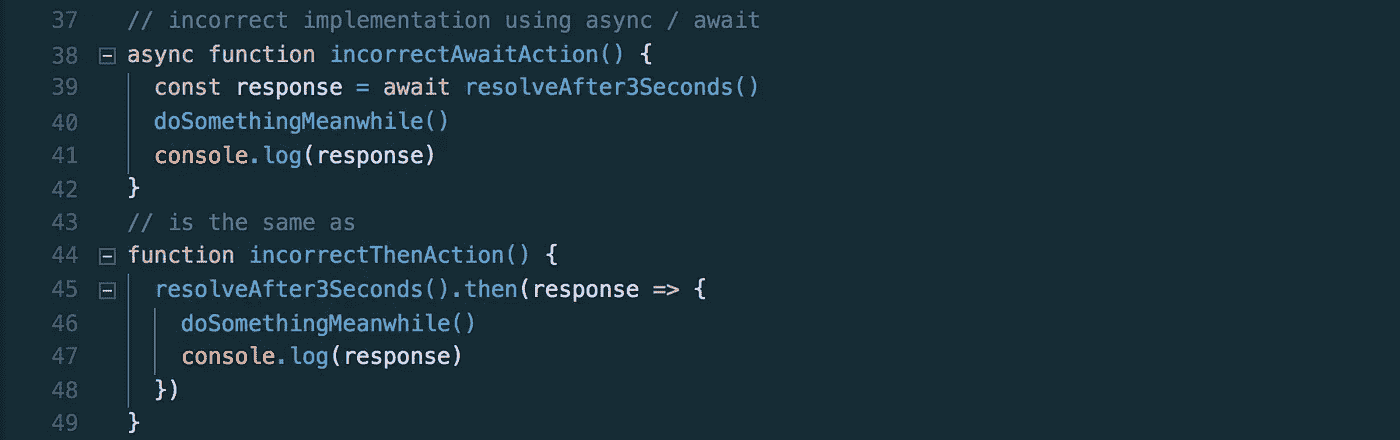 37 // incorrect implementation using async / await
38 async function incorrectAwaitAction() {
39 const response = await resolveAfter3Seconds()
40 doSomethingMeanwhile()
41 console.log(response)
42 }
43 // is the same as
44 function incorrectThenAction() {
45 resolveAfter3Seconds().then(response => {
46 doSomethingMeanwhile()
47 console.log(response)
48 })
49 }